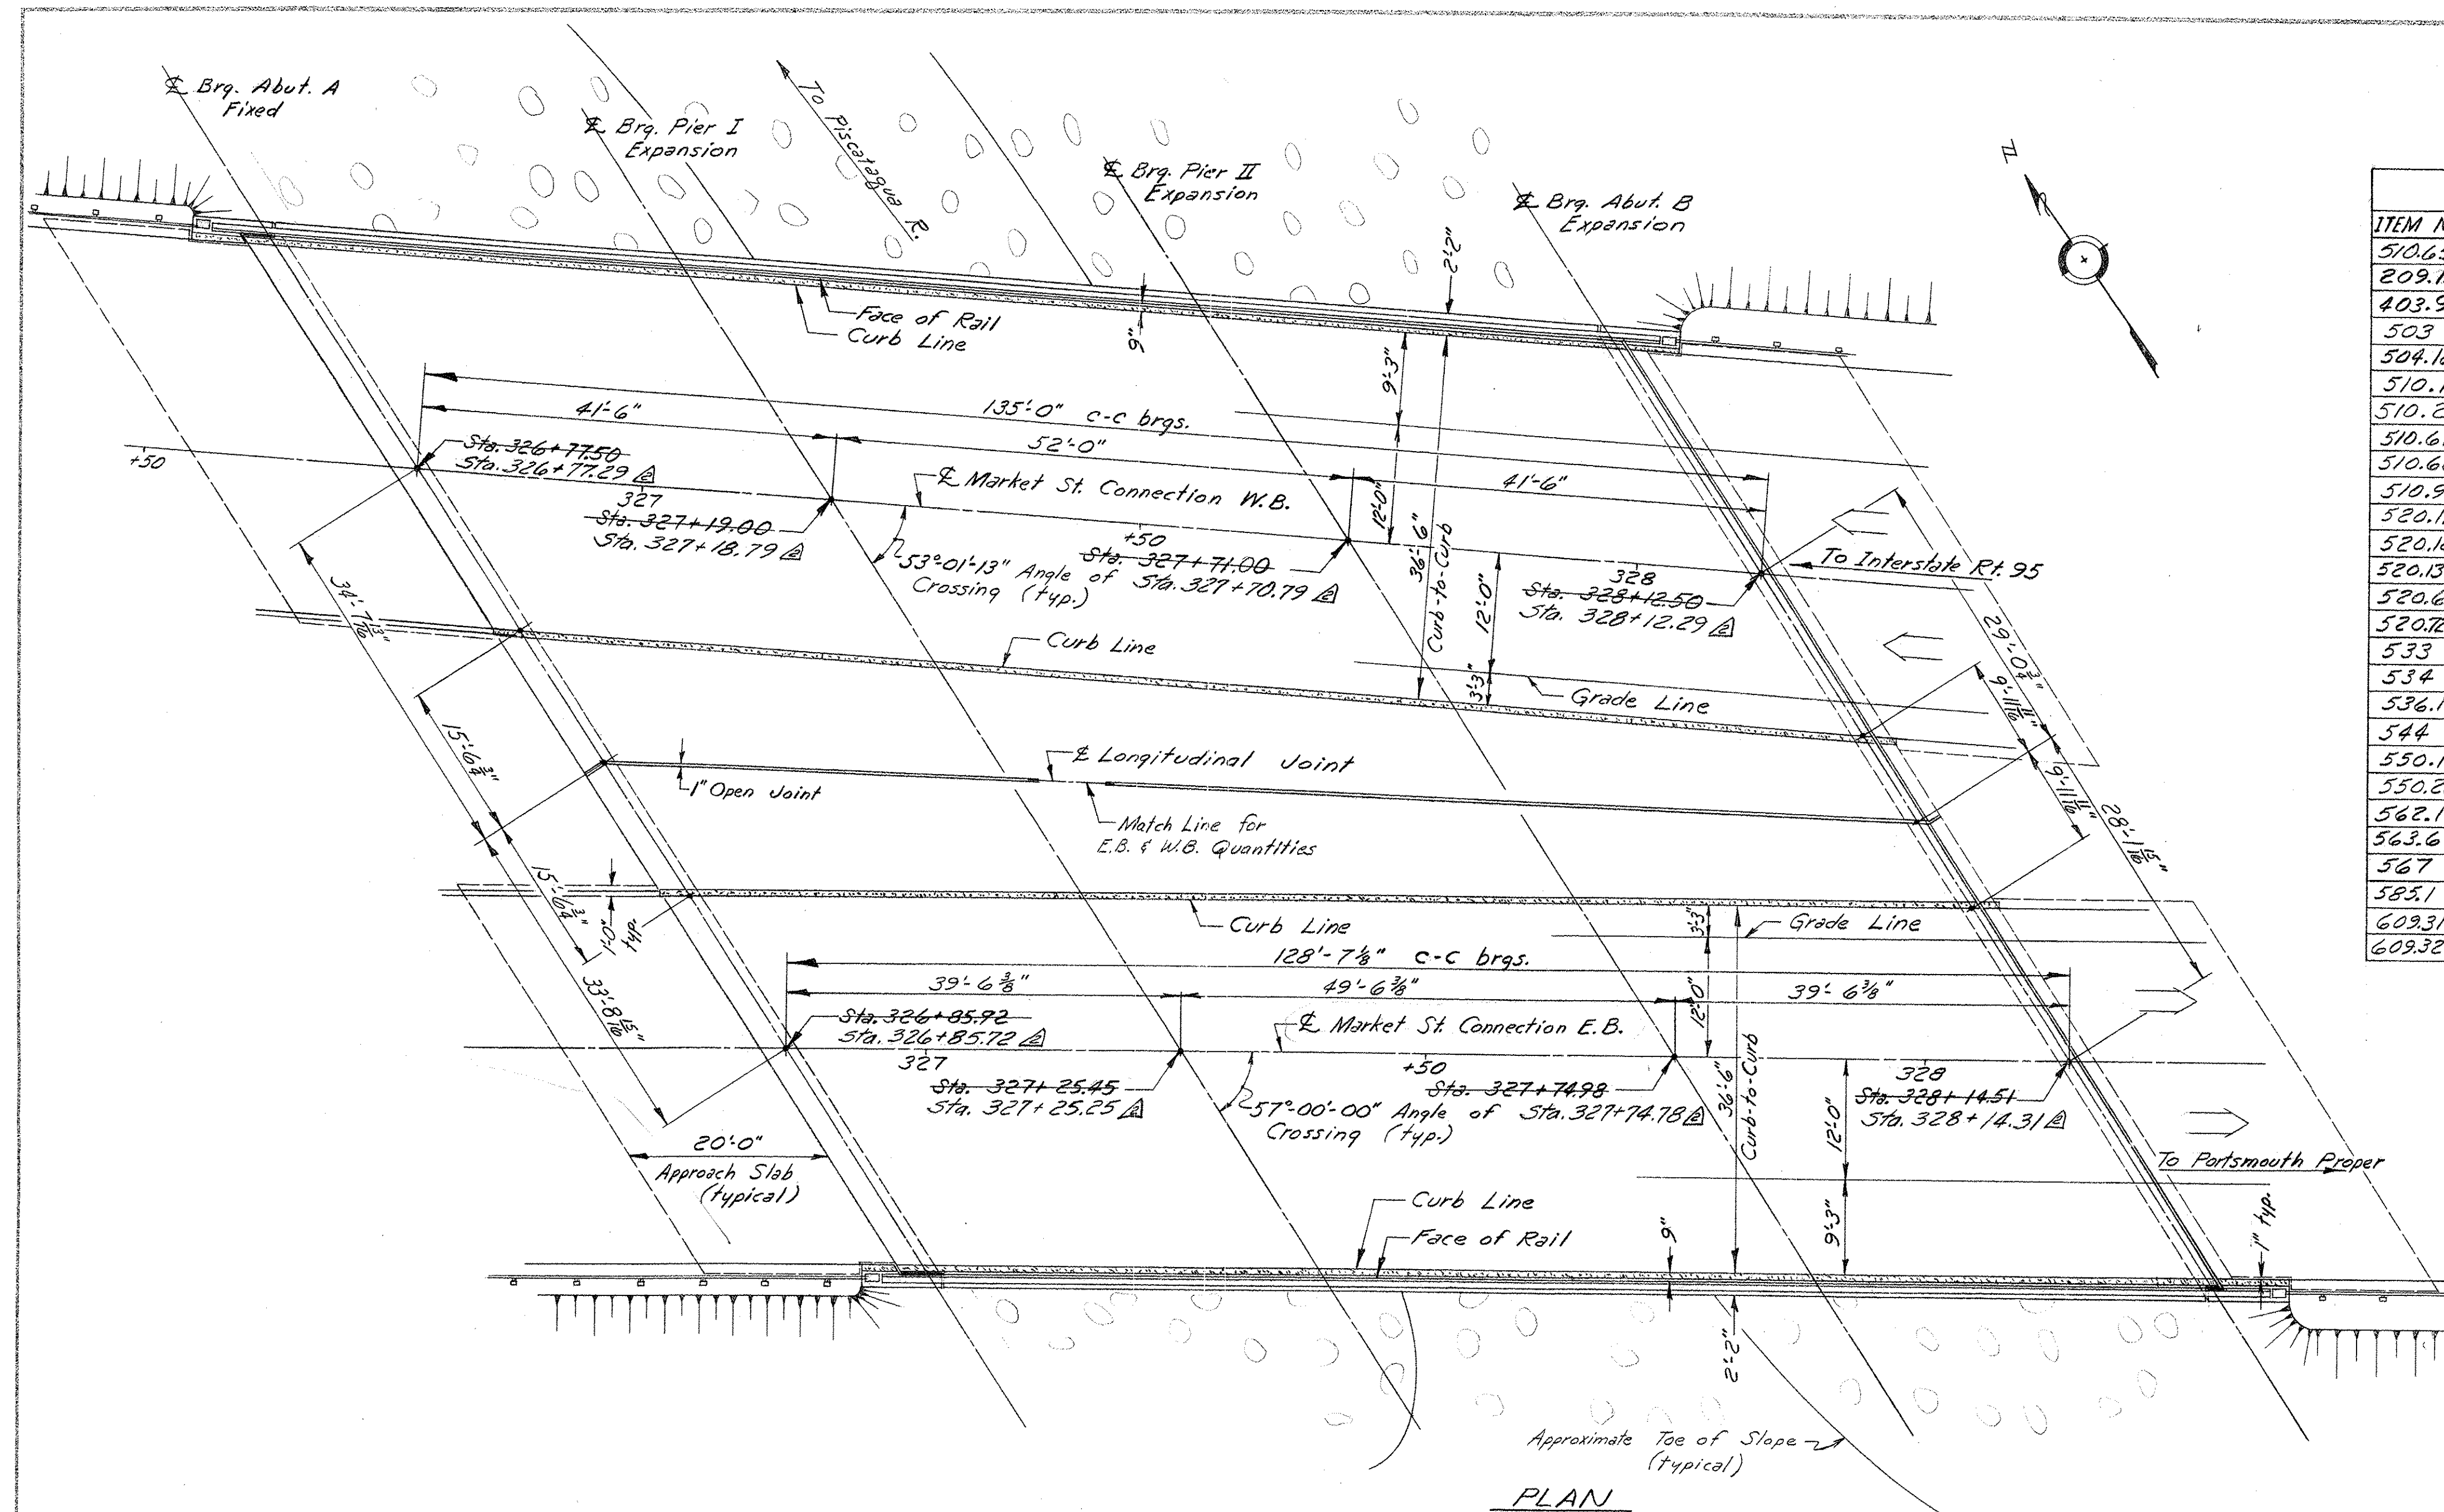 ℄ Brg. Abut. A
Fixed
℄ Brg. Pier I
Expansion
To Piscataqua R.
℄ Brg. Pier II
Expansion
℄ Brg. Abut. B
Expansion
2'-2"
Face of Rail
Curb Line
9"
9'-3"
135'-0" c-c brgs.
41'-6"
52'-0"
41'-6"
+50
Sta. 326+77.50
Sta. 326+77.29 2
327
Sta. 327+19.00
Sta. 327+18.79 2
℄ Market St. Connection W.B.
12'-0"
36'-6"
Curb-to-Curb
+50
Sta. 327+71.00
Sta. 327+70.79 2
53°-01'-13" Angle of
Crossing (typ.)
328
Sta. 328+12.50
Sta. 328+12.29 2
To Interstate Rt. 95
12'-0"
3'-3"
Grade Line
Curb Line
34'-7 13/16"
15'-6 3/4"
29'-0 3/4"
9'-11 11/16"
9'-11 11/16"
28'-1 15/16"
℄ Longitudinal Joint
1" Open Joint
Match Line for
E.B. & W.B. Quantities
15'-6 3/4"
1'-0"
typ.
33'-8 15/16"
Curb Line
3'-3"
Grade Line
128'-7 1/8" c-c brgs.
39'-6 3/8"
49'-6 3/8"
39'-6 3/8"
12'-0"
Sta. 326+85.92
Sta. 326+85.72 2
327
Sta. 327+25.45
Sta. 327+25.25 2
℄ Market St. Connection E.B.
+50
Sta. 327+74.98
Sta. 327+74.78 2
57°-00'-00" Angle of
Crossing (typ.)
36'-6"
Curb-to-Curb
328
Sta. 328+14.51
Sta. 328+14.31 2
12'-0"
9'-3"
To Portsmouth Proper
20'-0"
Approach Slab
(typical)
Curb Line
Face of Rail
9"
1" typ.
2'-2"
Approximate Toe of Slope
(typical)
PLAN
ITEM N
510.6
209.1
403.9
503
504.1
510.1
510.2
510.6
510.6
510.9
520.1
520.1
520.13
520.6
520.72
533
534
536.1
544
550.1
550.2
562.1
563.6
567
585.1
609.31
609.32